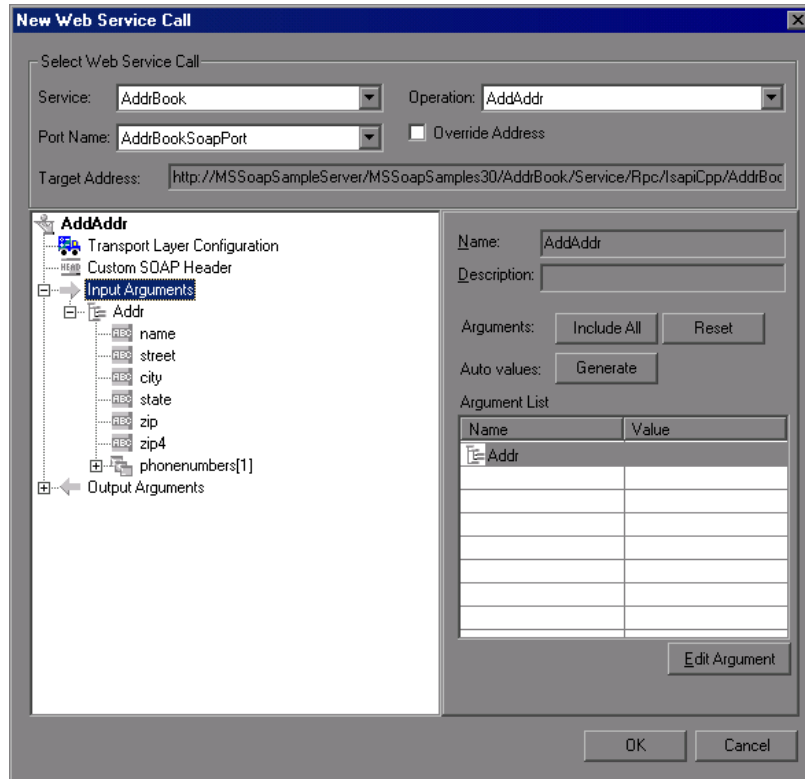 New Web Service Call
Select Web Service Call
Service: AddrBook Operation: AddAddr
Port Name: AddrBookSoapPort Override Address
Target Address: http://MSSoapSampleServer/MSSoapSamples30/AddrBook/Service/Rpc/IsapiCpp/AddrBoc
AddAddr
Transport Layer Configuration
HEAD Custom SOAP Header
Input Arguments
Addr
ABC name
ABC street
ABC city
ABC state
ABC zip
ABC zip4
phonenumbers[1]
Output Arguments
Name: AddAddr
Description:
Arguments: Include All Reset
Auto values: Generate
Argument List
Name Value
Addr
Edit Argument
OK Cancel